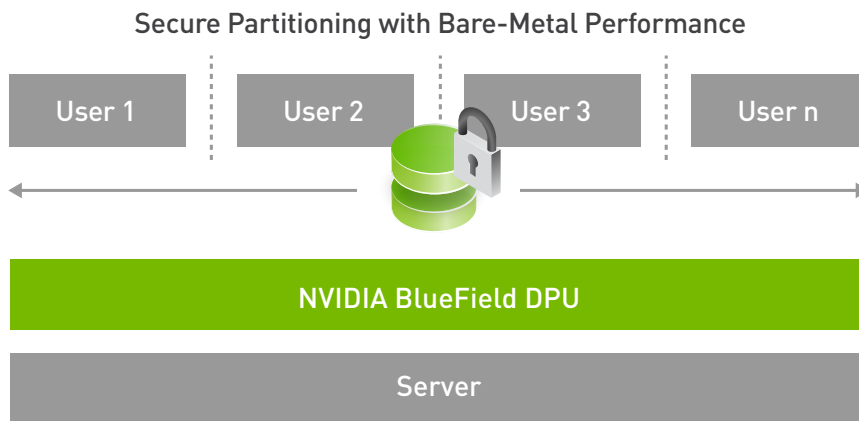 Secure Partitioning with Bare-Metal Performance
User 1
User 2
User 3
User n
NVIDIA BlueField DPU
Server